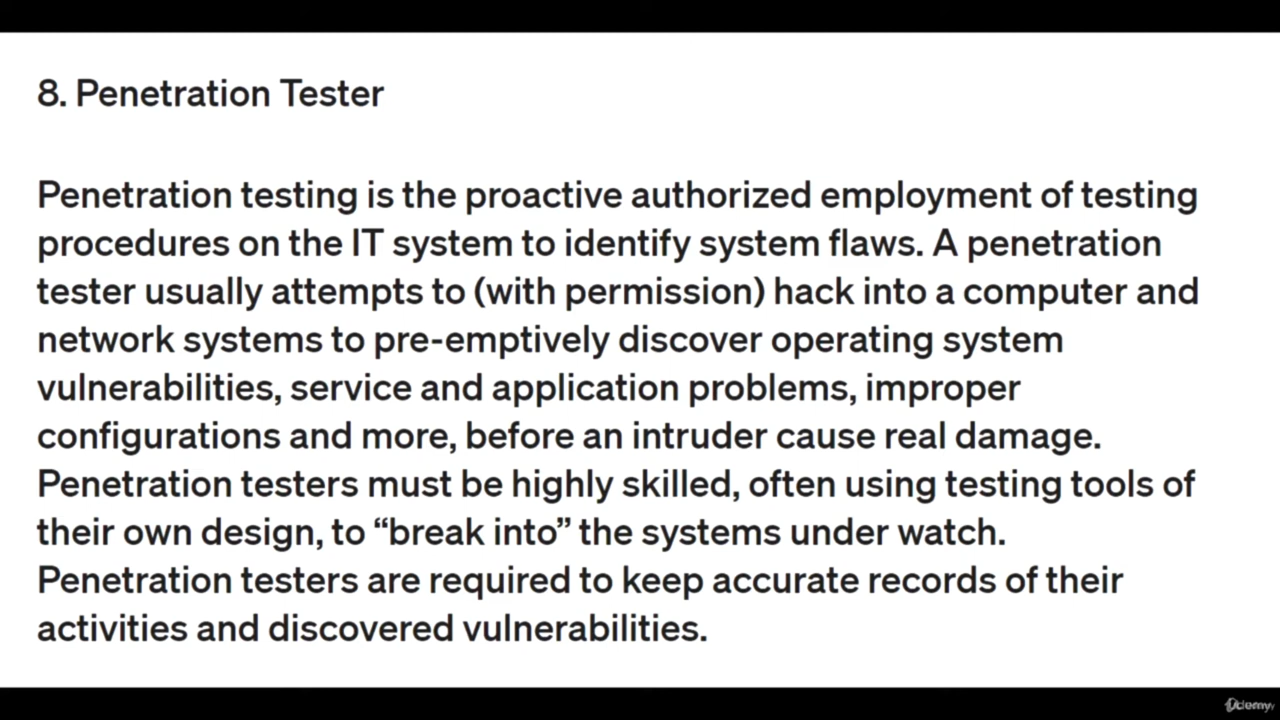 8. Penetration Tester
Penetration testing is the proactive authorized employment of testing
procedures on the IT system to identify system flaws. A penetration
tester usually attempts to (with permission) hack into a computer and
network systems to pre-emptively discover operating system
vulnerabilities, service and application problems, improper
configurations and more, before an intruder cause real damage.
Penetration testers must be highly skilled, often using testing tools of
their own design, to “break into” the systems under watch.
Penetration testers are required to keep accurate records of their
activities and discovered vulnerabilities.
Udemy